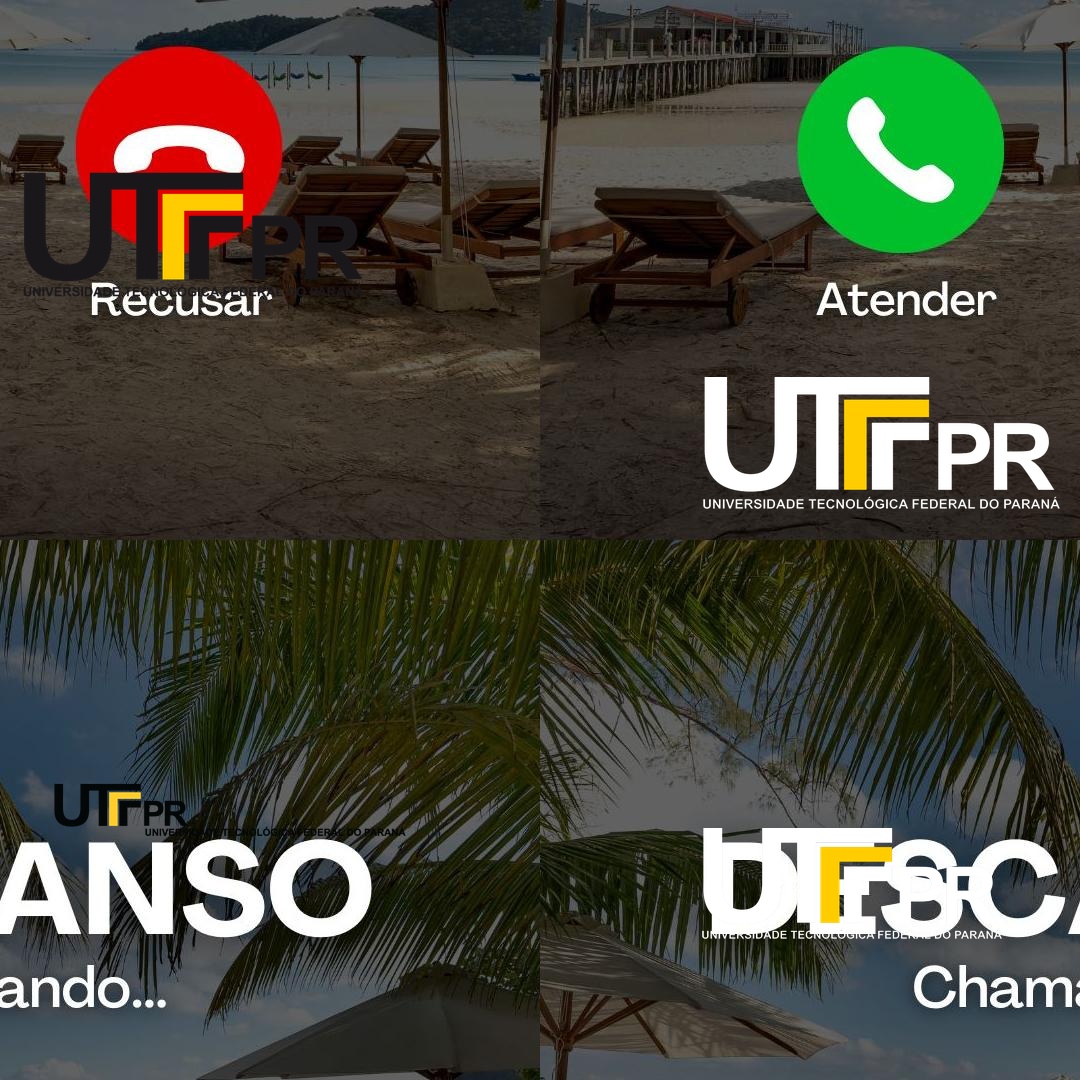 UTFPR
UNIVERSIDADE TECNOLÓGICA FEDERAL DO PARANÁ
Recusar
Atender
UTFPR
UNIVERSIDADE TECNOLÓGICA FEDERAL DO PARANÁ
UTFPR
UNIVERSIDADE TECNOLÓGICA FEDERAL DO PARANÁ
ANSO
ando...
UTFPR
DESCA
UNIVERSIDADE TECNOLÓGICA FEDERAL DO PARANÁ
Chama